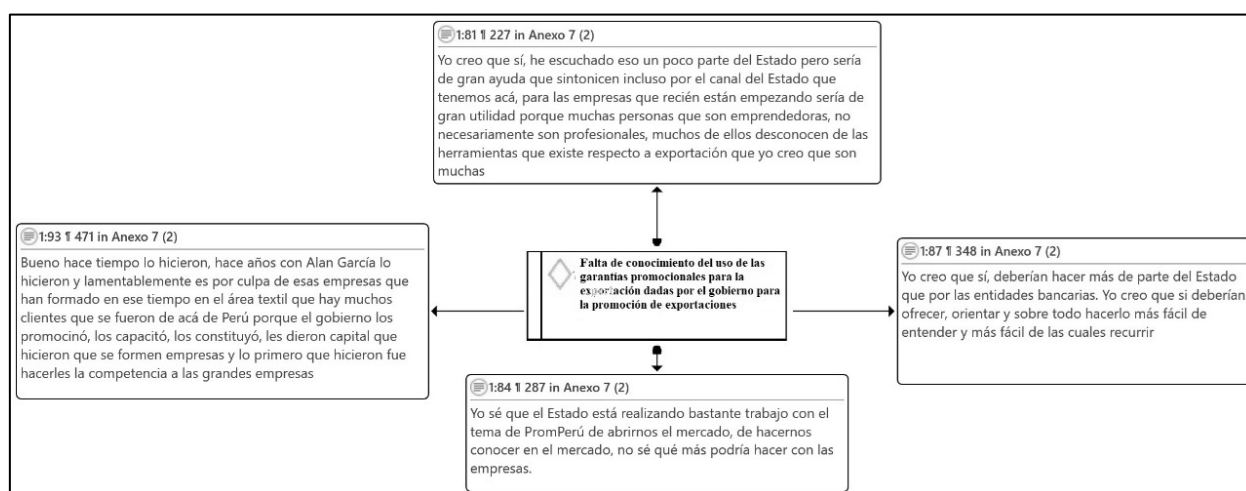 1:81 ¶ 227 in Anexo 7 (2)
Yo creo que sí, he escuchado eso un poco parte del Estado pero sería
de gran ayuda que sintonicen incluso por el canal del Estado que
tenemos acá, para las empresas que recién están empezando sería de
gran utilidad porque muchas personas que son emprendedoras, no
necesariamente son profesionales, muchos de ellos desconocen de las
herramientas que existe respecto a exportación que yo creo que son
muchas
1:93 ¶ 471 in Anexo 7 (2)
Bueno hace tiempo lo hicieron, hace años con Alan García lo
hicieron y lamentablemente es por culpa de esas empresas que
han formado en ese tiempo en el área textil que hay muchos
clientes que se fueron de acá de Perú porque el gobierno los
promocinó, los capacitó, los constituyó, les dieron capital que
hicieron que se formen empresas y lo primero que hicieron fue
hacerles la competencia a las grandes empresas
Falta de conocimiento del uso de las
garantías promocionales para la
exportación dadas por el gobierno para
la promoción de exportaciones
1:87 ¶ 348 in Anexo 7 (2)
Yo creo que sí, deberían hacer más de parte del Estado
que por las entidades bancarias. Yo creo que si deberían
ofrecer, orientar y sobre todo hacerlo más fácil de
entender y más fácil de las cuales recurrir
1:84 ¶ 287 in Anexo 7 (2)
Yo sé que el Estado está realizando bastante trabajo con el
tema de PromPerú de abrirnos el mercado, de hacernos
conocer en el mercado, no sé qué más podría hacer con las
empresas.